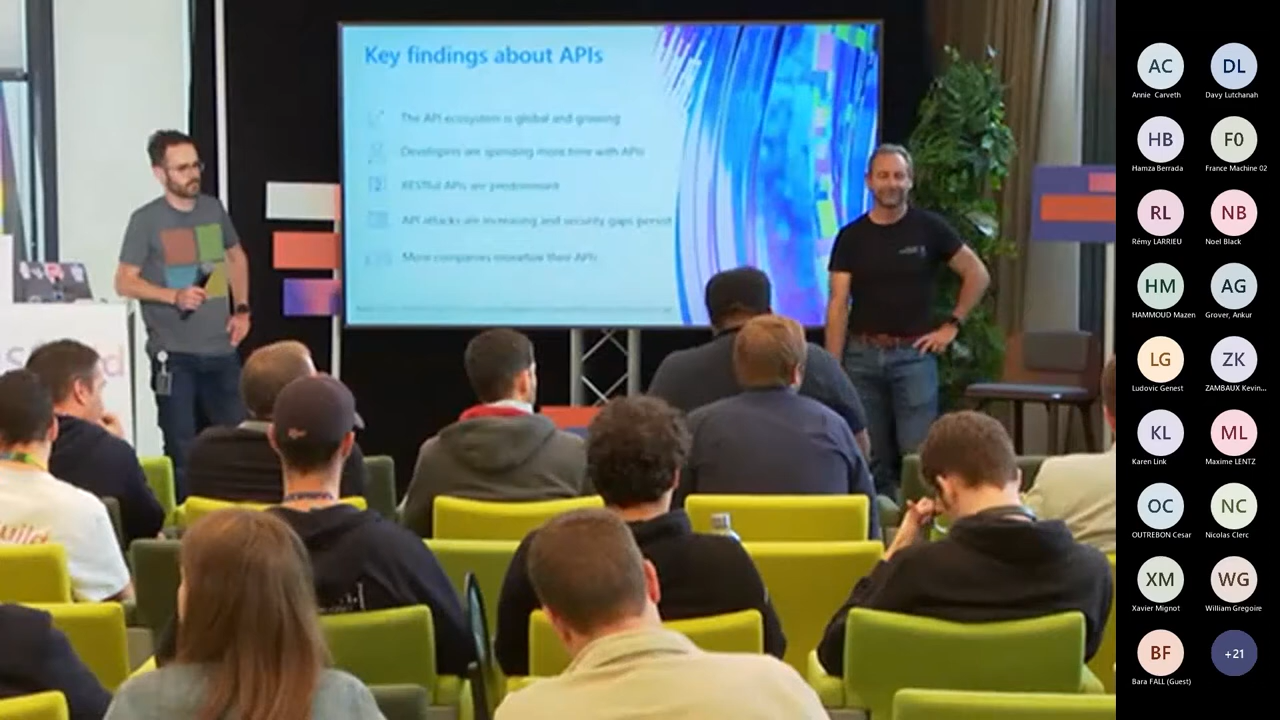 Key findings about APIs
The API ecosystem is global and growing
Developers are spending more time with APIs
RESTful APIs are predominant
API attacks are increasing and security gaps persist
More companies monetize their APIs
AC
Annie Carveth
DL
Davy Lutchanah
HB
Hamza Berrada
F0
France Machine 02
RL
Rémy LARRIEU
NB
Noel Black
HM
HAMMOUD Mazen
AG
Grover, Ankur
LG
Ludovic Genest
ZK
ZAMBAUX Kevin...
KL
Karen Link
ML
Maxime LENTZ
OC
OUTREBON Cesar
NC
Nicolas Clerc
XM
Xavier Mignot
WG
William Gregoire
BF
Bara FALL (Guest)
+21